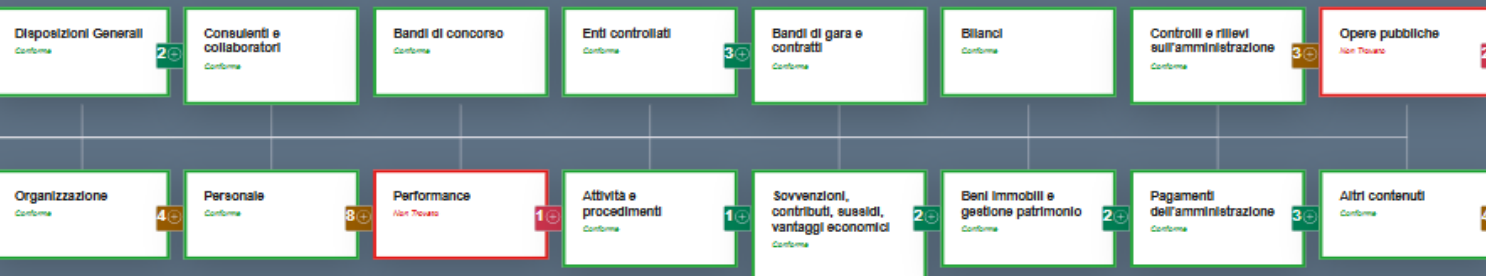 Disposizioni Generali
Conforme
2
Consulenti e
collaboratori
Conforme
Bandi di concorso
Conforme
Enti controllati
Conforme
3
Bandi di gara e
contratti
Conforme
Bilanci
Conforme
Controlli e rilievi
sull'amministrazione
Conforme
3
Opere pubbliche
Non Trovato
Organizzazione
Conforme
4
Personale
Conforme
8
Performance
Non Trovato
1
Attività e
procedimenti
Conforme
1
Sovvenzioni,
contributi, sussidi,
vantaggi economici
Conforme
2
Beni immobili e
gestione patrimonio
Conforme
2
Pagamenti
dell'amministrazione
Conforme
3
Altri contenuti
Conforme